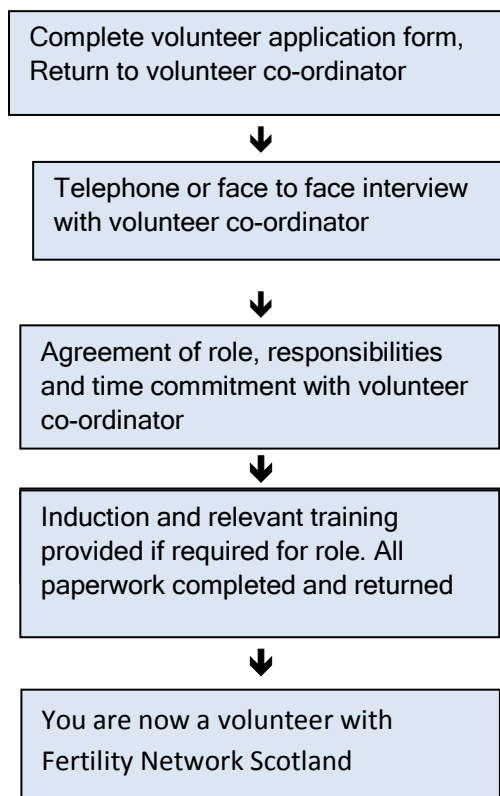 Complete volunteer application form,
Return to volunteer co-ordinator
Telephone or face to face interview
with volunteer co-ordinator
Agreement of role, responsibilities
and time commitment with volunteer
co-ordinator
Induction and relevant training
provided if required for role. All
paperwork completed and returned
You are now a volunteer with
Fertility Network Scotland